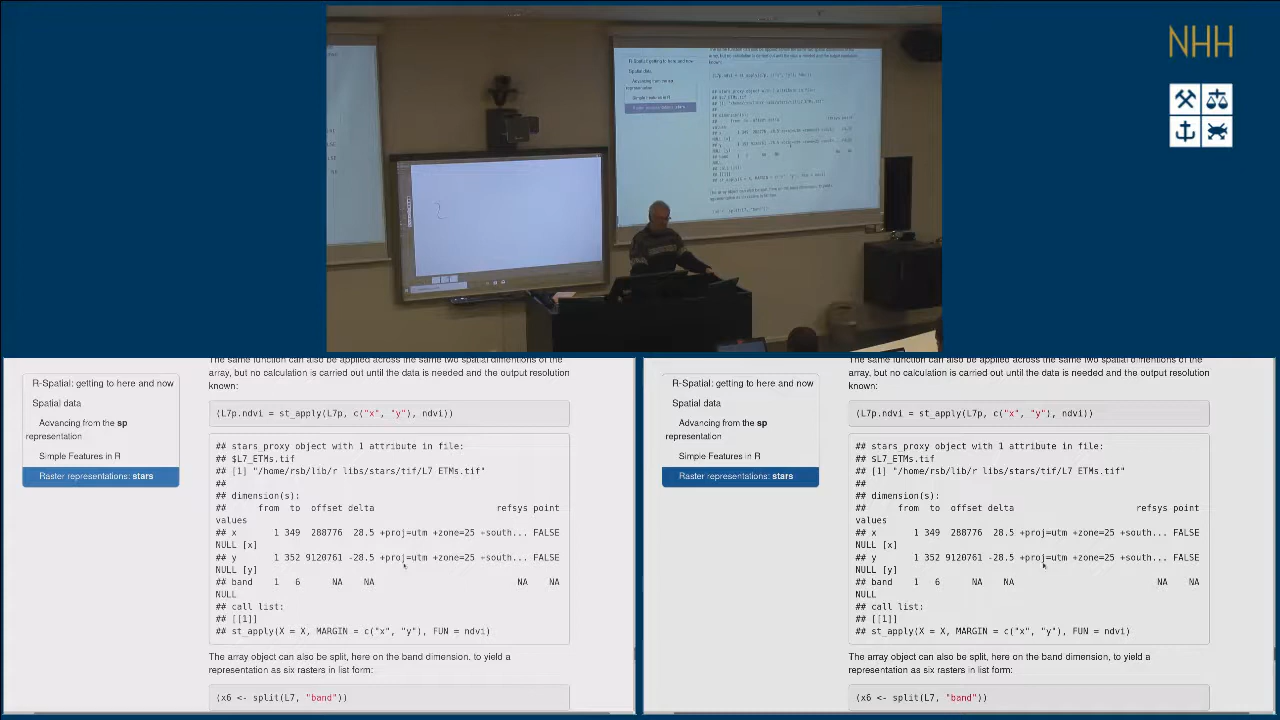 NHH
The same function can also be applied across the same two spatial dimentions of the
array, but no calculation is carried out until the data is needed and the output resolution
known:
R-Spatial: getting to here and now
Spatial data
Advancing from the sp
representation
Simple Features in R
Raster representations: stars
(L7p.ndvi = st_apply(L7p, c("x", "y"), ndvi))
## stars_proxy object with 1 attribute in file:
## $L7_ETMs.tif
## [1] "/home/rsb/lib/r_libs/stars/tif/L7_ETMs.tif"
##
## dimension(s):
## from to offset delta refsys point
values
## x 1 349 288776 28.5 +proj=utm +zone=25 +south... FALSE
NULL [x]
## y 1 352 9120761 -28.5 +proj=utm +zone=25 +south... FALSE
NULL [y]
## band 1 6 NA NA NA NA
NULL
## call list:
## [[1]]
## st_apply(X = X, MARGIN = c("x", "y"), FUN = ndvi)
The array object can also be split, here on the band dimension, to yield a
representation as six rasters in list form:
(x6 <- split(L7, "band"))
The same function can also be applied across the same two spatial dimentions of the
array, but no calculation is carried out until the data is needed and the output resolution
known:
R-Spatial: getting to here and now
Spatial data
Advancing from the sp
representation
Simple Features in R
Raster representations: stars
(L7p.ndvi = st_apply(L7p, c("x", "y"), ndvi))
## stars_proxy object with 1 attribute in file:
## $L7_ETMs.tif
## [1] "/home/rsb/lib/r_libs/stars/tif/L7_ETMs.tif"
##
## dimension(s):
## from to offset delta refsys point
values
## x 1 349 288776 28.5 +proj=utm +zone=25 +south... FALSE
NULL [x]
## y 1 352 9120761 -28.5 +proj=utm +zone=25 +south... FALSE
NULL [y]
## band 1 6 NA NA NA NA
NULL
## call list:
## [[1]]
## st_apply(X = X, MARGIN = c("x", "y"), FUN = ndvi)
The array object can also be split, here on the band dimension, to yield a
representation as six rasters in list form:
(x6 <- split(L7, "band"))